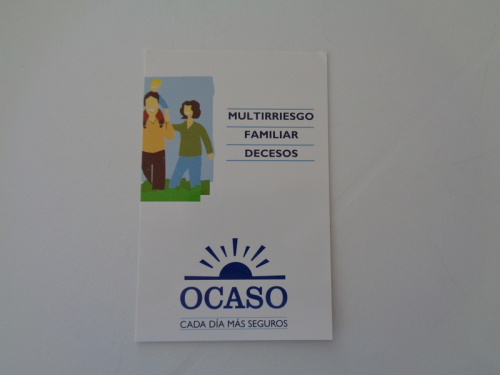 MULTIRRIESGO
FAMILIAR
DECESOS
OCASO
CADA DÍA MÁS SEGUROS